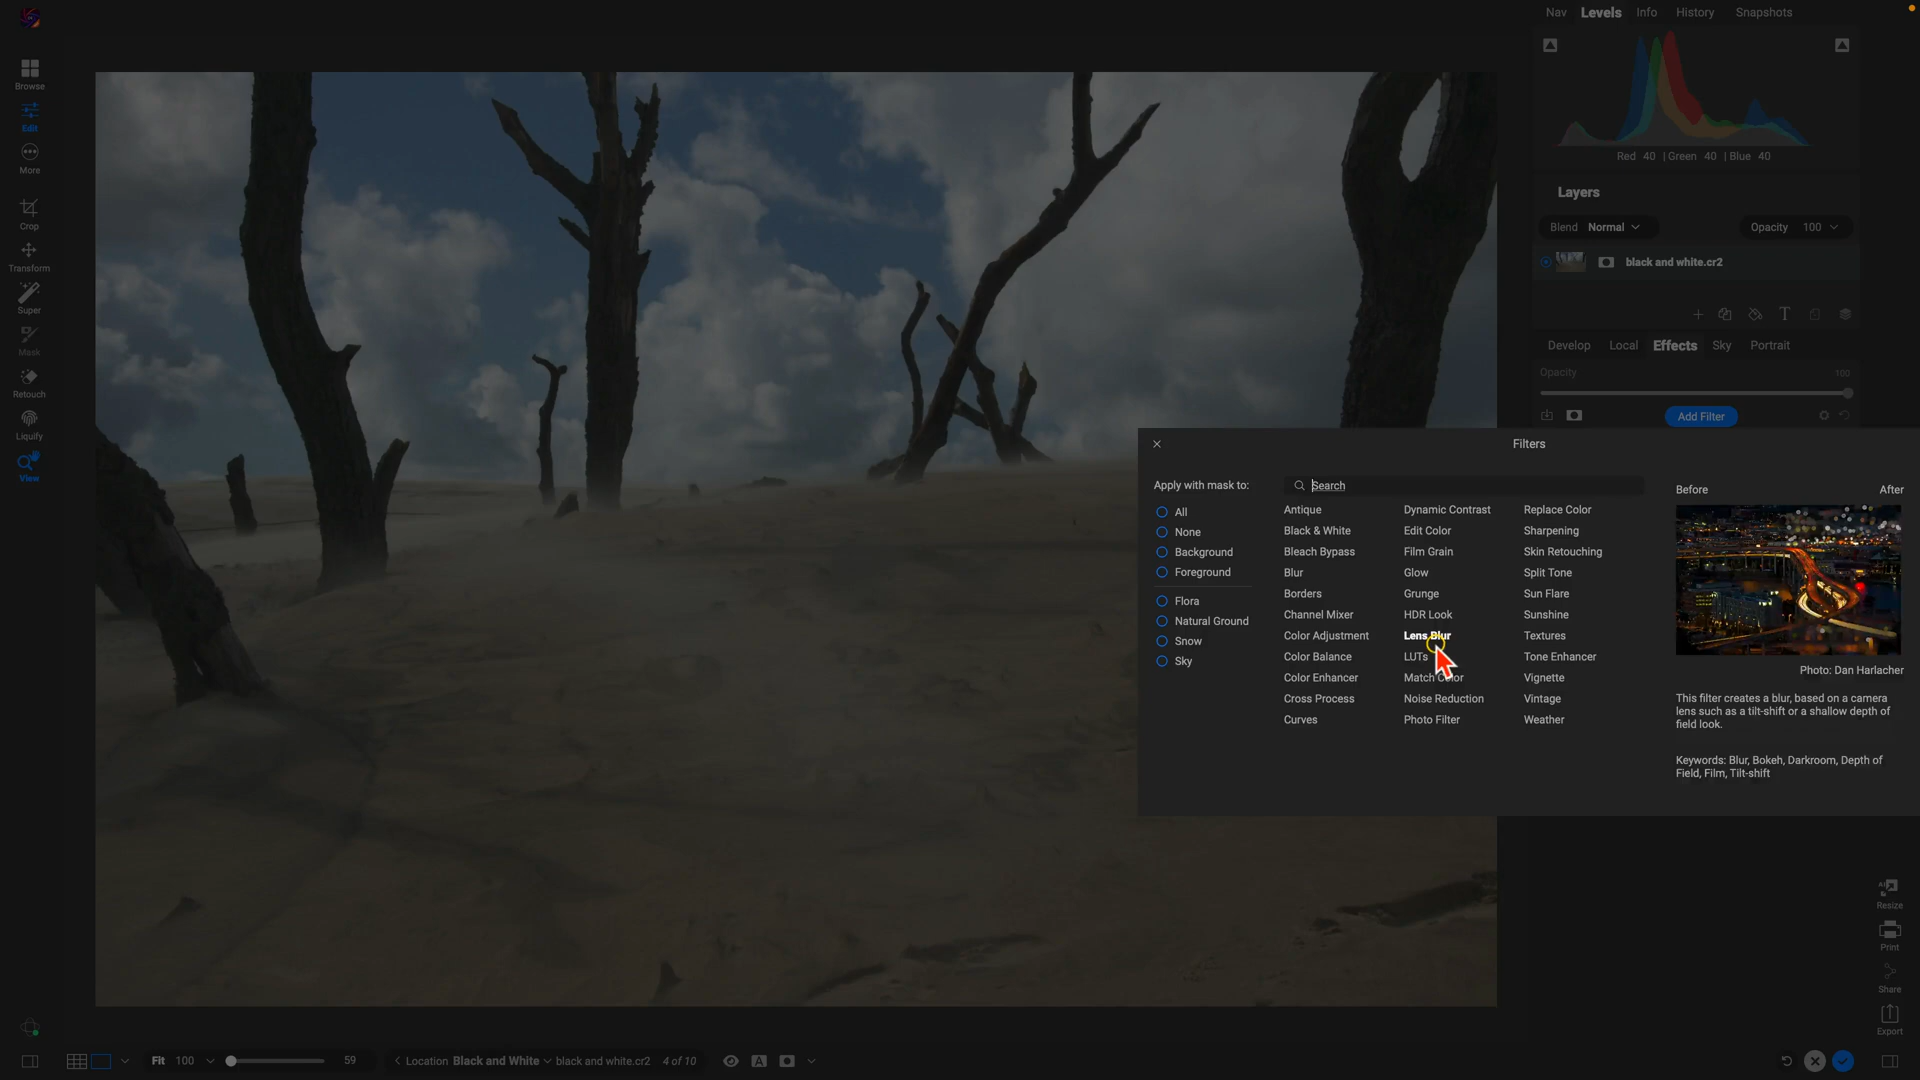 Nav Levels Info History Snapshots
Browse
Edit
More
Crop
Transform
Super
Mask
Retouch
Liquify
View
Red 40 | Green 40 | Blue 40
Layers
Blend Normal Opacity 100
black and white.cr2
T
Develop Local Effects Sky Portrait
Opacity 100
Add Filter
Filters
Apply with mask to:
All
None
Background
Foreground
Flora
Natural Ground
Snow
Sky
Search
Antique Dynamic Contrast Replace Color
Black & White Edit Color Sharpening
Bleach Bypass Film Grain Skin Retouching
Blur Glow Split Tone
Borders Grunge Sun Flare
Channel Mixer HDR Look Sunshine
Color Adjustment Lens Blur Textures
Color Balance LUTs Tone Enhancer
Color Enhancer Match Color Vignette
Cross Process Noise Reduction Vintage
Curves Photo Filter Weather
Before After
Photo: Dan Harlacher
This filter creates a blur, based on a camera
lens such as a tilt-shift or a shallow depth of
field look.
Keywords: Blur, Bokeh, Darkroom, Depth of
Field, Film, Tilt-shift
AI
Resize
Print
Share
Export
Fit 100 59 Location Black and White black and white.cr2 4 of 10 A